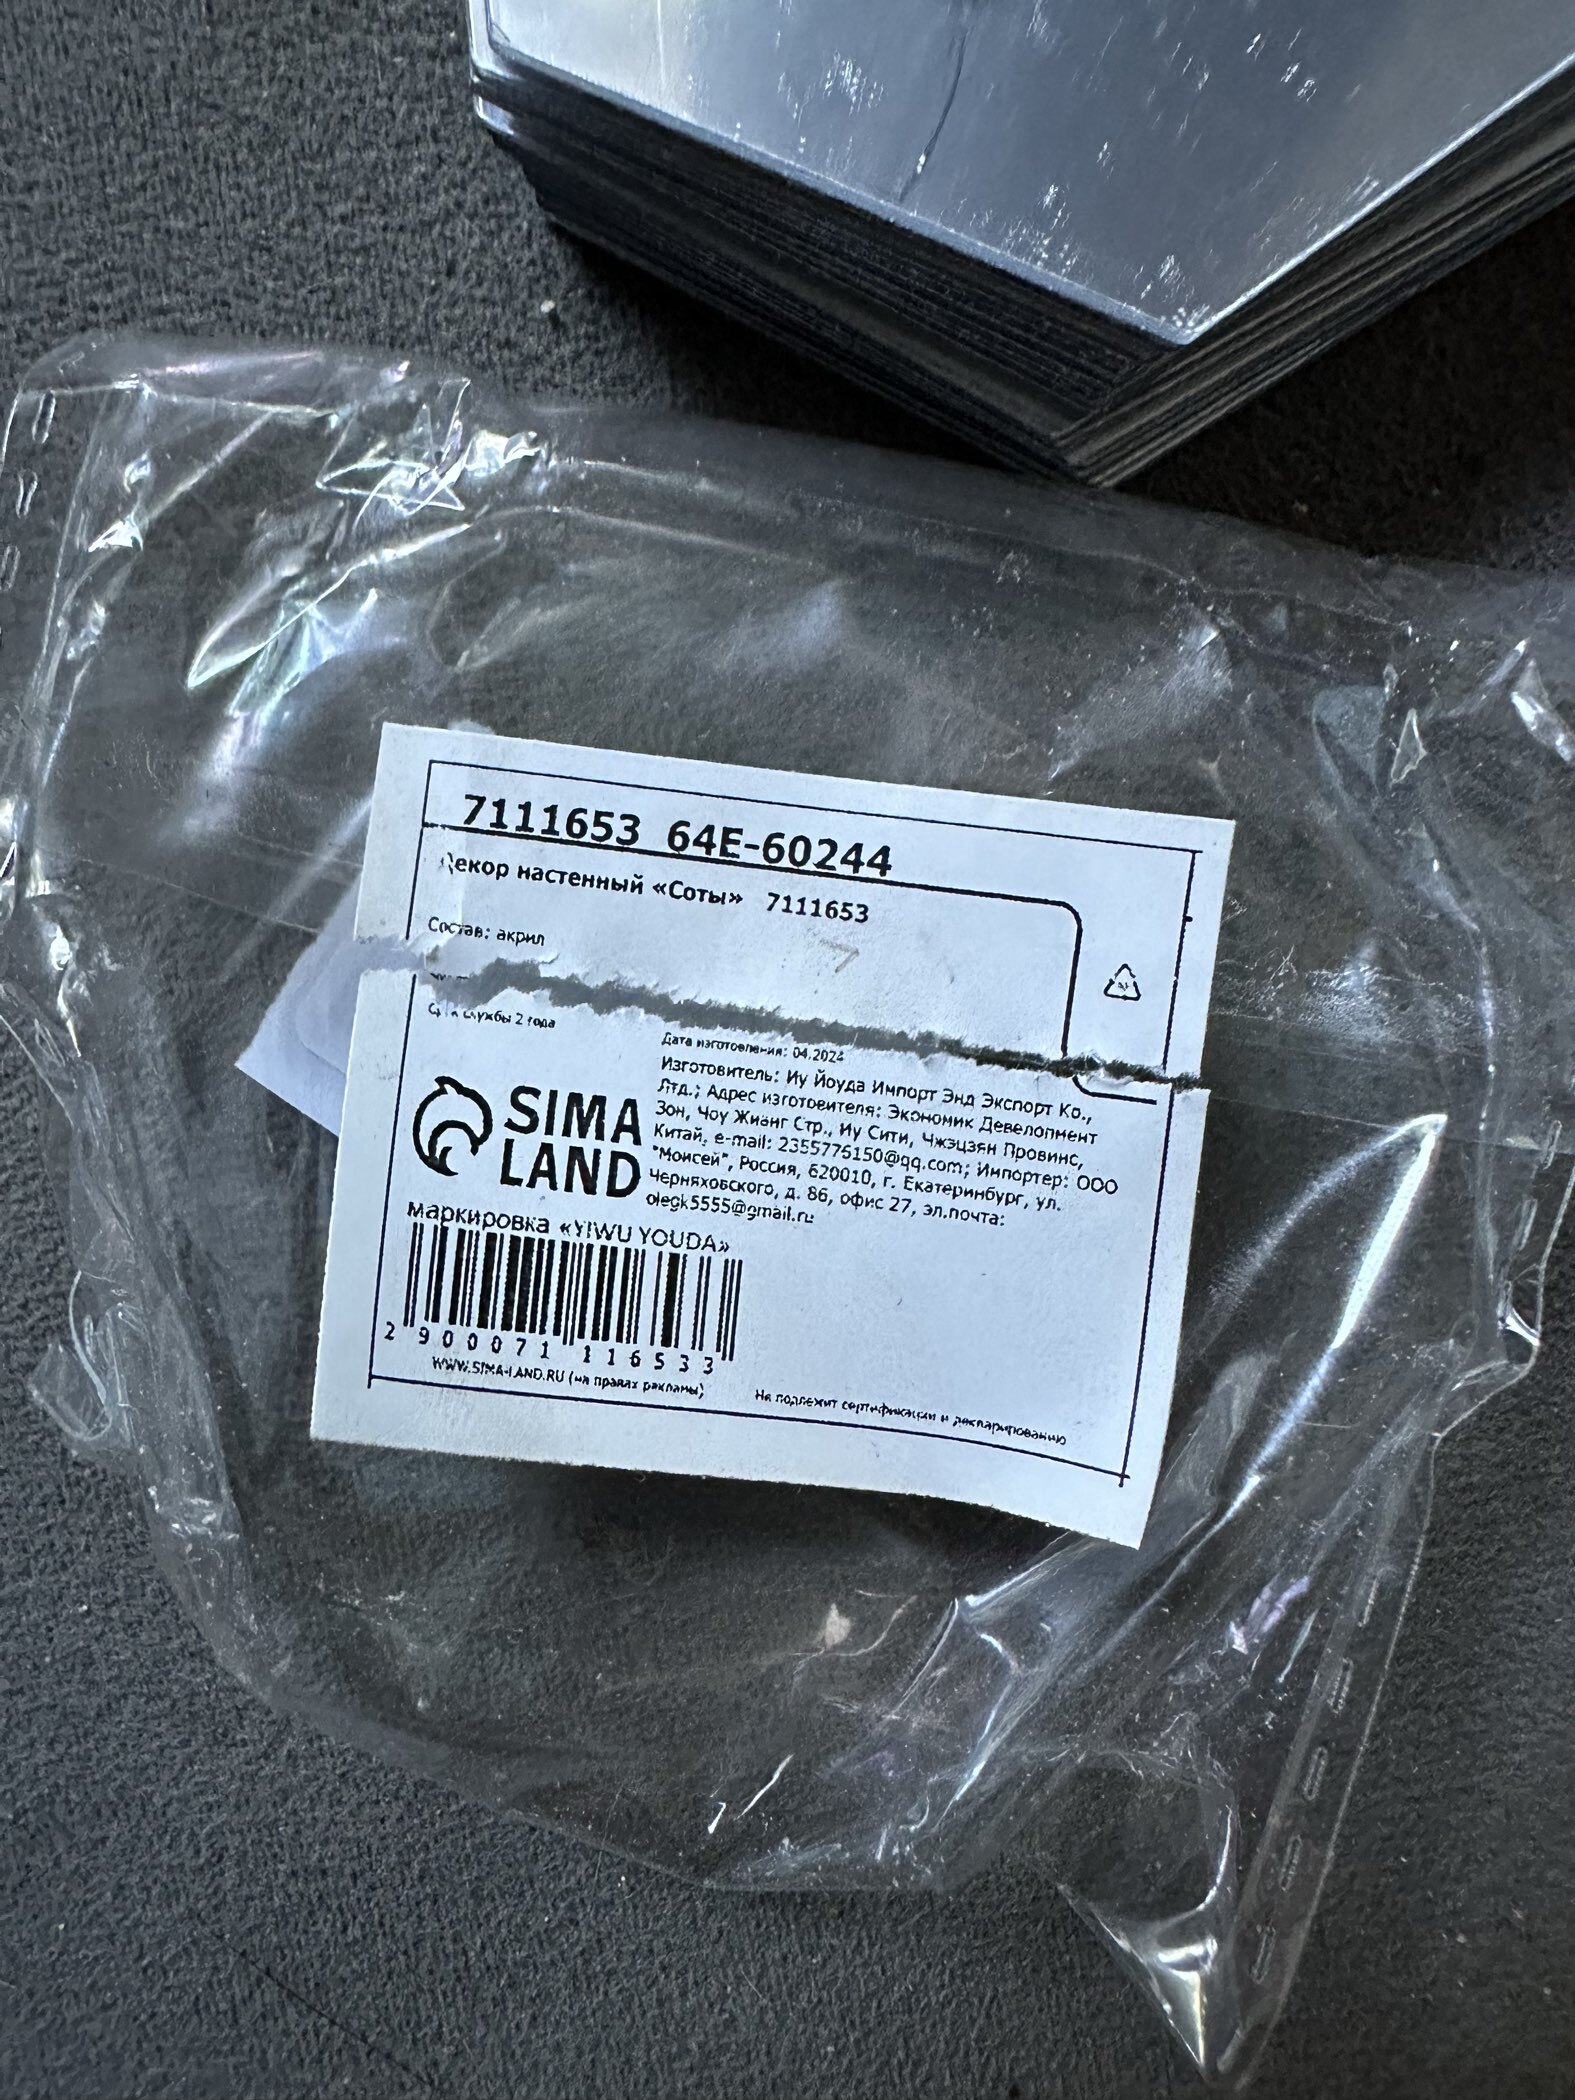 7111653 64E-60244
Декор настенный «Соты» 7111653
Состав: акрил
службы 2 года
Дата изготовления: 04.2024
Изготовитель: Иу Йоуда Импорт Энд Экспорт Ко.,
Лтд.; Адрес изготовителя: Экономик Девелопмент
Зон, Чоу Жианг Стр., Иу Сити, Чжэцзян Провинс,
Китай, e-mail: 2355775150@qq.com; Импортер: ООО
"Моисей", Россия, 620010, г. Екатеринбург, ул.
Черняховского, д. 86, офис 27, эл.почта:
olegk5555@gmail.ru
SIMA
LAND
маркировка «YIWU YOUDA»
2 900071 116533
WWW.SIMA-LAND.RU (на правах рекламы)
Не подлежит сертификации и декларированию